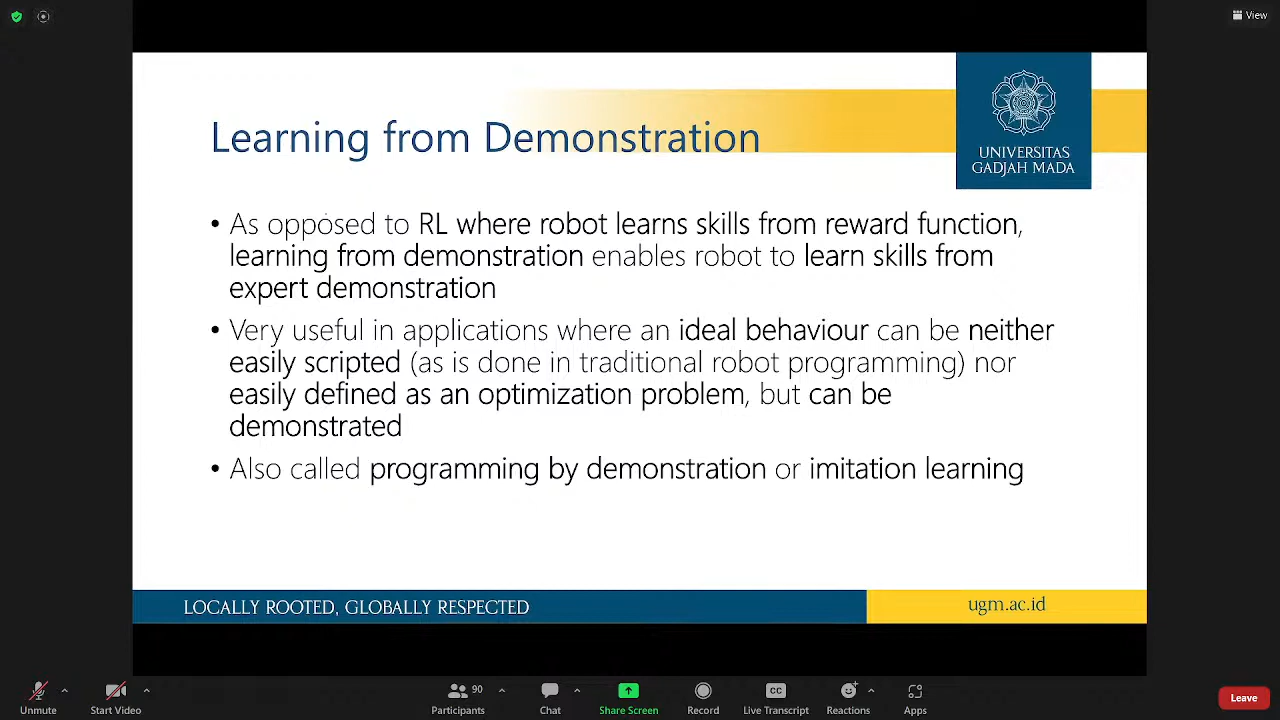 View
Learning from Demonstration
UNIVERSITAS
GADJAH MADA
• As opposed to RL where robot learns skills from reward function,
learning from demonstration enables robot to learn skills from
expert demonstration
• Very useful in applications where an ideal behaviour can be neither
easily scripted (as is done in traditional robot programming) nor
easily defined as an optimization problem, but can be
demonstrated
• Also called programming by demonstration or imitation learning
LOCALLY ROOTED, GLOBALLY RESPECTED
ugm.ac.id
90
CC
Unmute
Start Video
Participants
Chat
Share Screen
Record
Live Transcript
Reactions
Apps
Leave